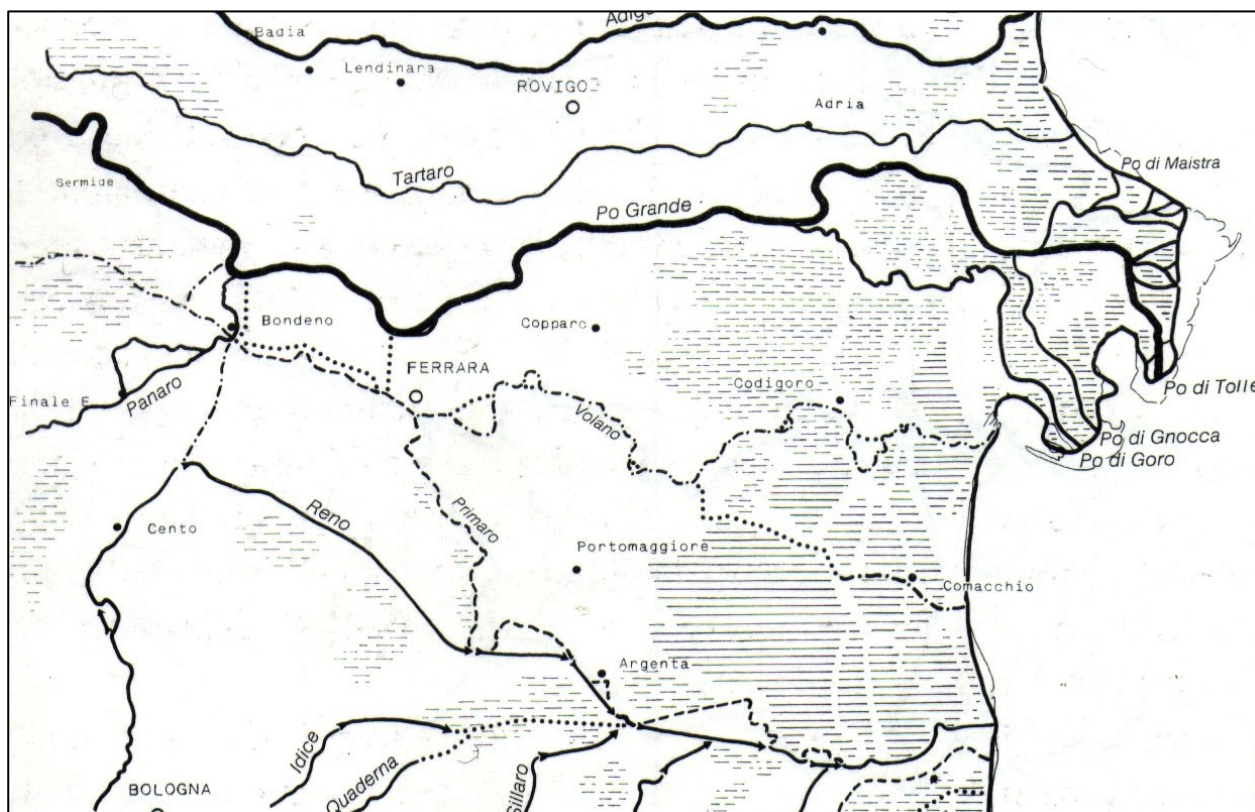 Adige
Badia
Lendinara
ROVIGO
Adria
Tartaro
Po di Maistra
Sermide
Po Grande
Bondeno
Copparo
FERRARA
Codigoro
Po di Tolle
Finale E.
Panaro
Volano
Po di Gnocca
Po di Goro
Reno
Primaro
Cento
Portomaggiore
Comacchio
Argenta
Idice
Quaderna
Sillaro
BOLOGNA